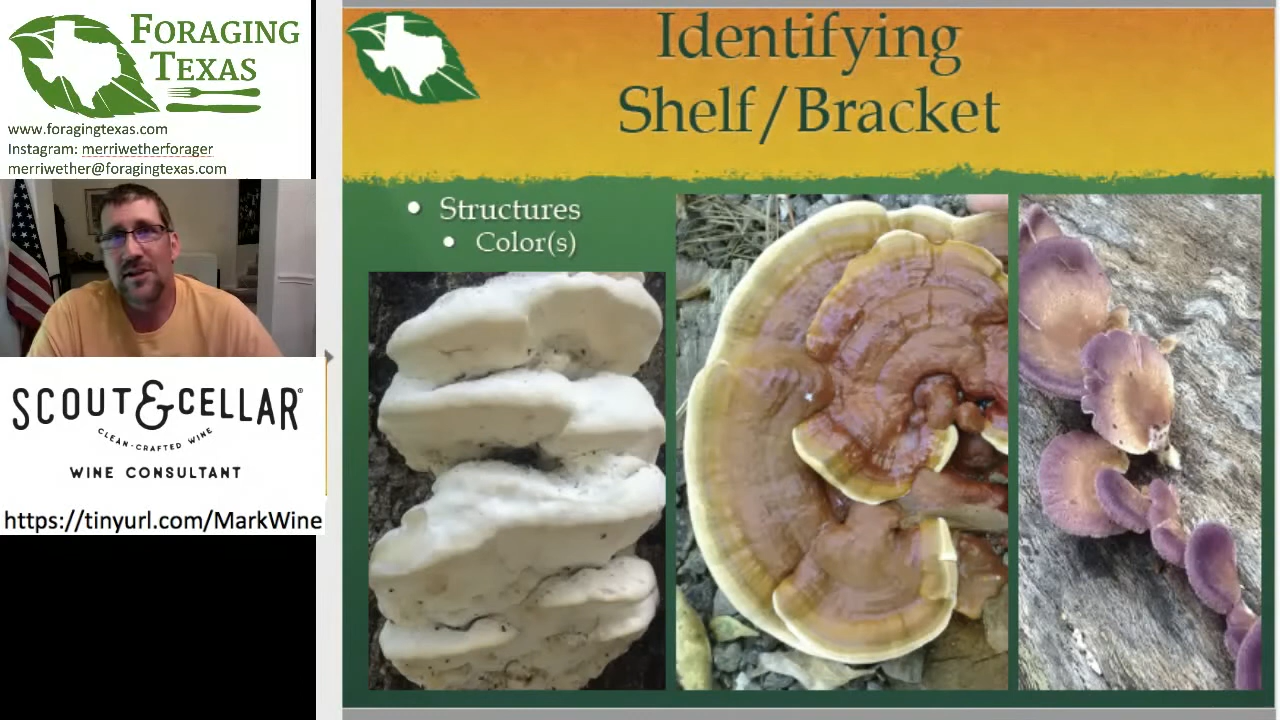 FORAGING
TEXAS
www.foragingtexas.com
Instagram: merriwetherforager
merriwether@foragingtexas.com
SCOUT & CELLAR®
CLEAN-CRAFTED WINE
WINE CONSULTANT
https://tinyurl.com/MarkWine
Identifying
Shelf/Bracket
• Structures
• Color(s)